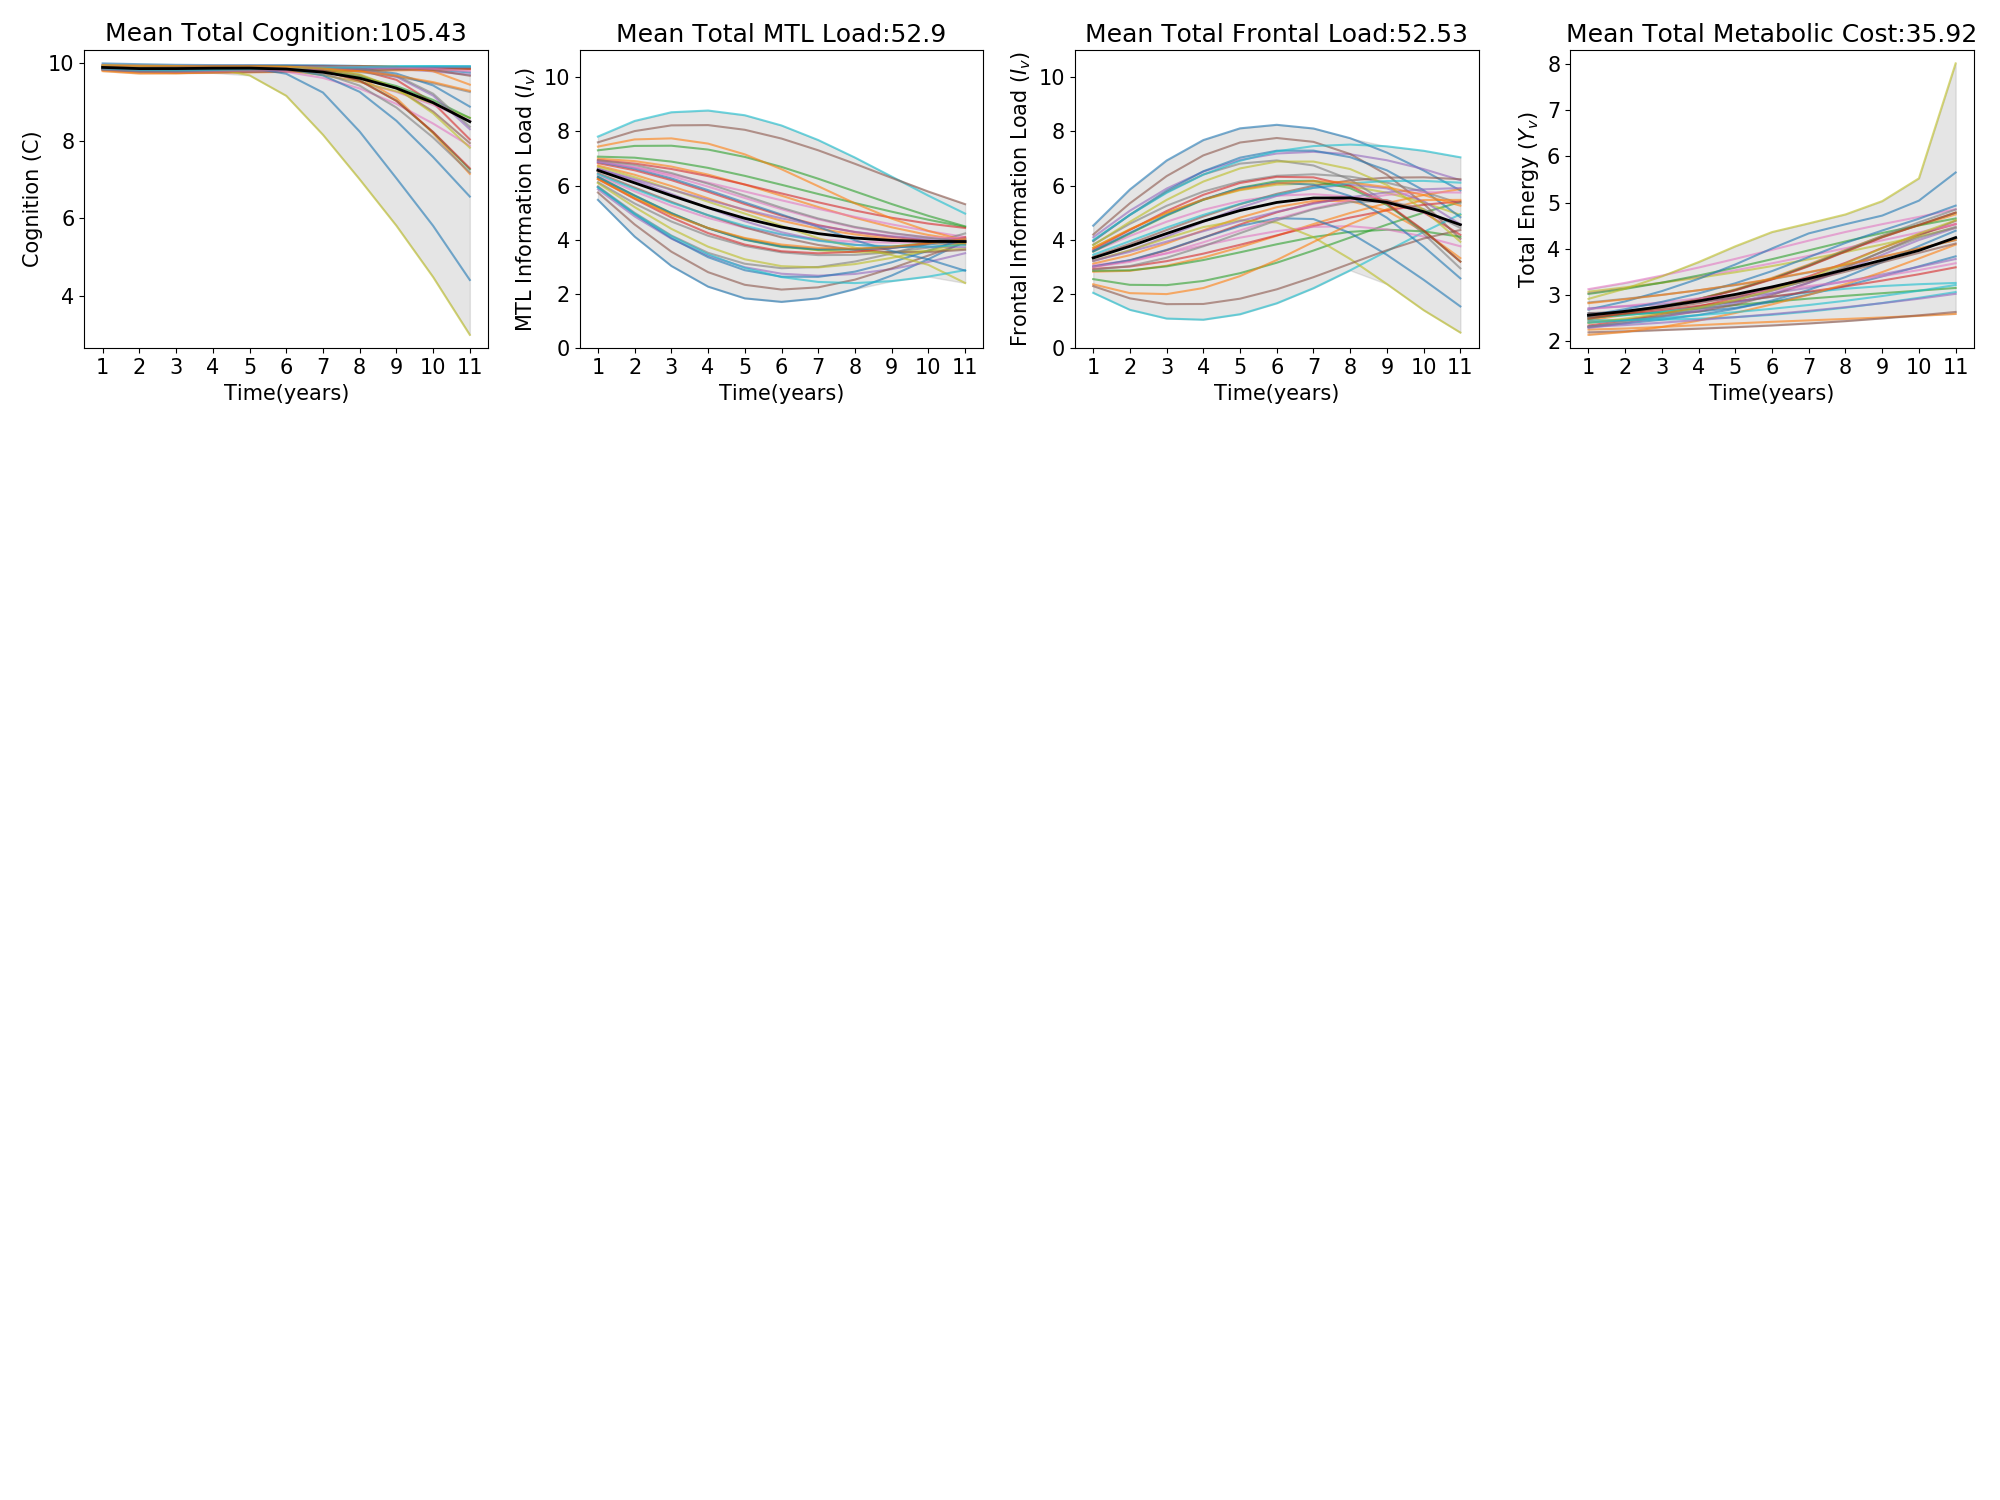 Mean Total Cognition:105.43
Cognition (C)
10
8
6
4
1 2 3 4 5 6 7 8 9 10 11
Time(years)
Mean Total MTL Load:52.9
MTL Information Load (I_v)
10
8
6
4
2
0
1 2 3 4 5 6 7 8 9 10 11
Time(years)
Mean Total Frontal Load:52.53
Frontal Information Load (I_v)
10
8
6
4
2
0
1 2 3 4 5 6 7 8 9 10 11
Time(years)
Mean Total Metabolic Cost:35.92
Total Energy (Y_v)
8
7
6
5
4
3
2
1 2 3 4 5 6 7 8 9 10 11
Time(years)